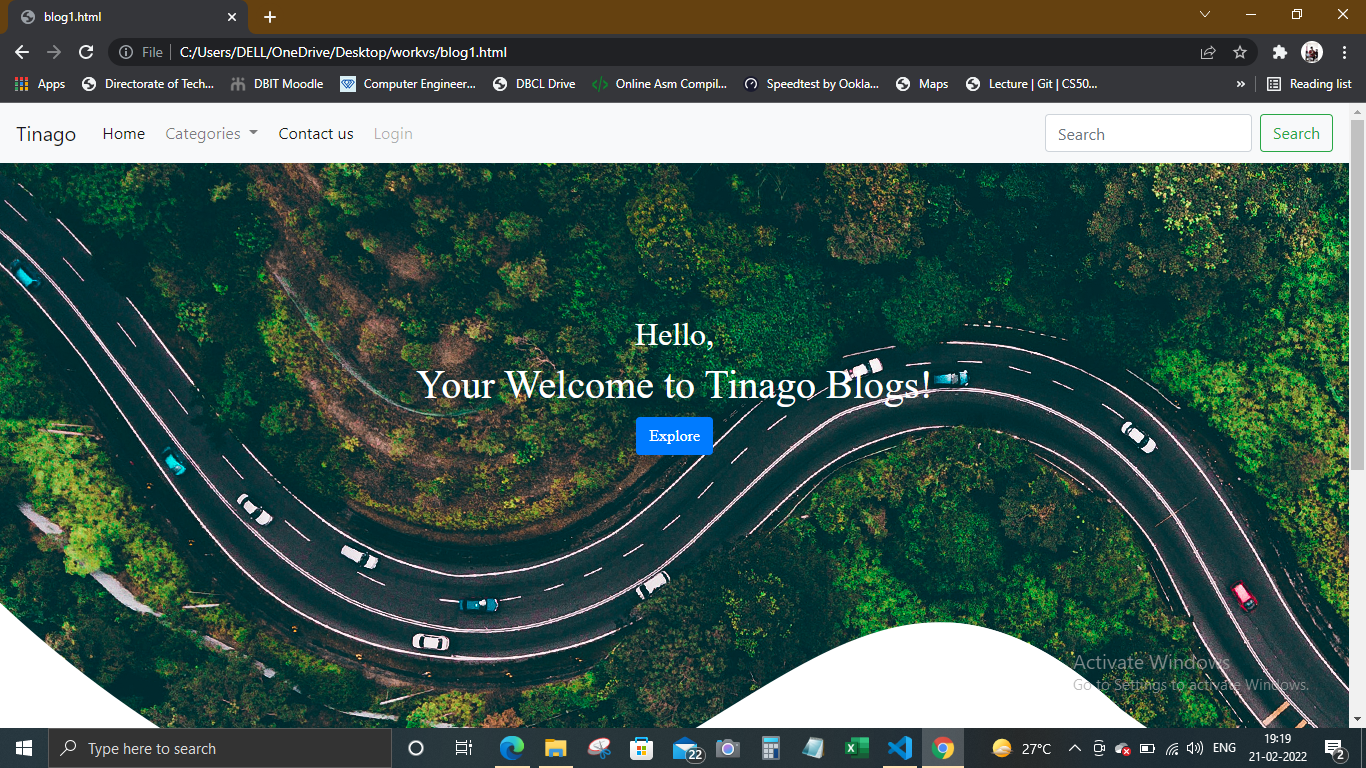 blog1.html
File
C:/Users/DELL/OneDrive/Desktop/workvs/blog1.html
Apps
Directorate of Tech...
DBIT Moodle
Computer Engineer...
DBCL Drive
Online Asm Compil...
Speedtest by Ookla...
Maps
Lecture | Git | CS50...
»
Reading list
Tinago
Home
Categories
Contact us
Login
Search
Search
Hello,
Your Welcome to Tinago Blogs!
Explore
Activate Windows
Go to Settings to activate Windows.
Type here to search
22
27°C
ENG
19:19
21-02-2022
2